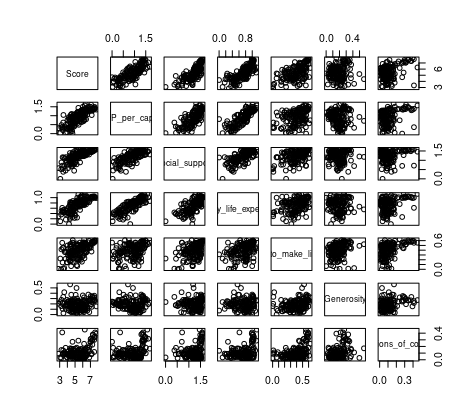 0.0 1.5 0.0 0.8 0.0 0.4
Score 3 6
0.0 1.5 P_per_cap
cial_suppo 0.0 1.5
0.0 1.0 y_life_expe
o_make_li 0.0 0.6
0.0 0.5 Generosity
ons_of_co 0.0 0.4
3 5 7 0.0 1.5 0.0 0.5 0.0 0.3